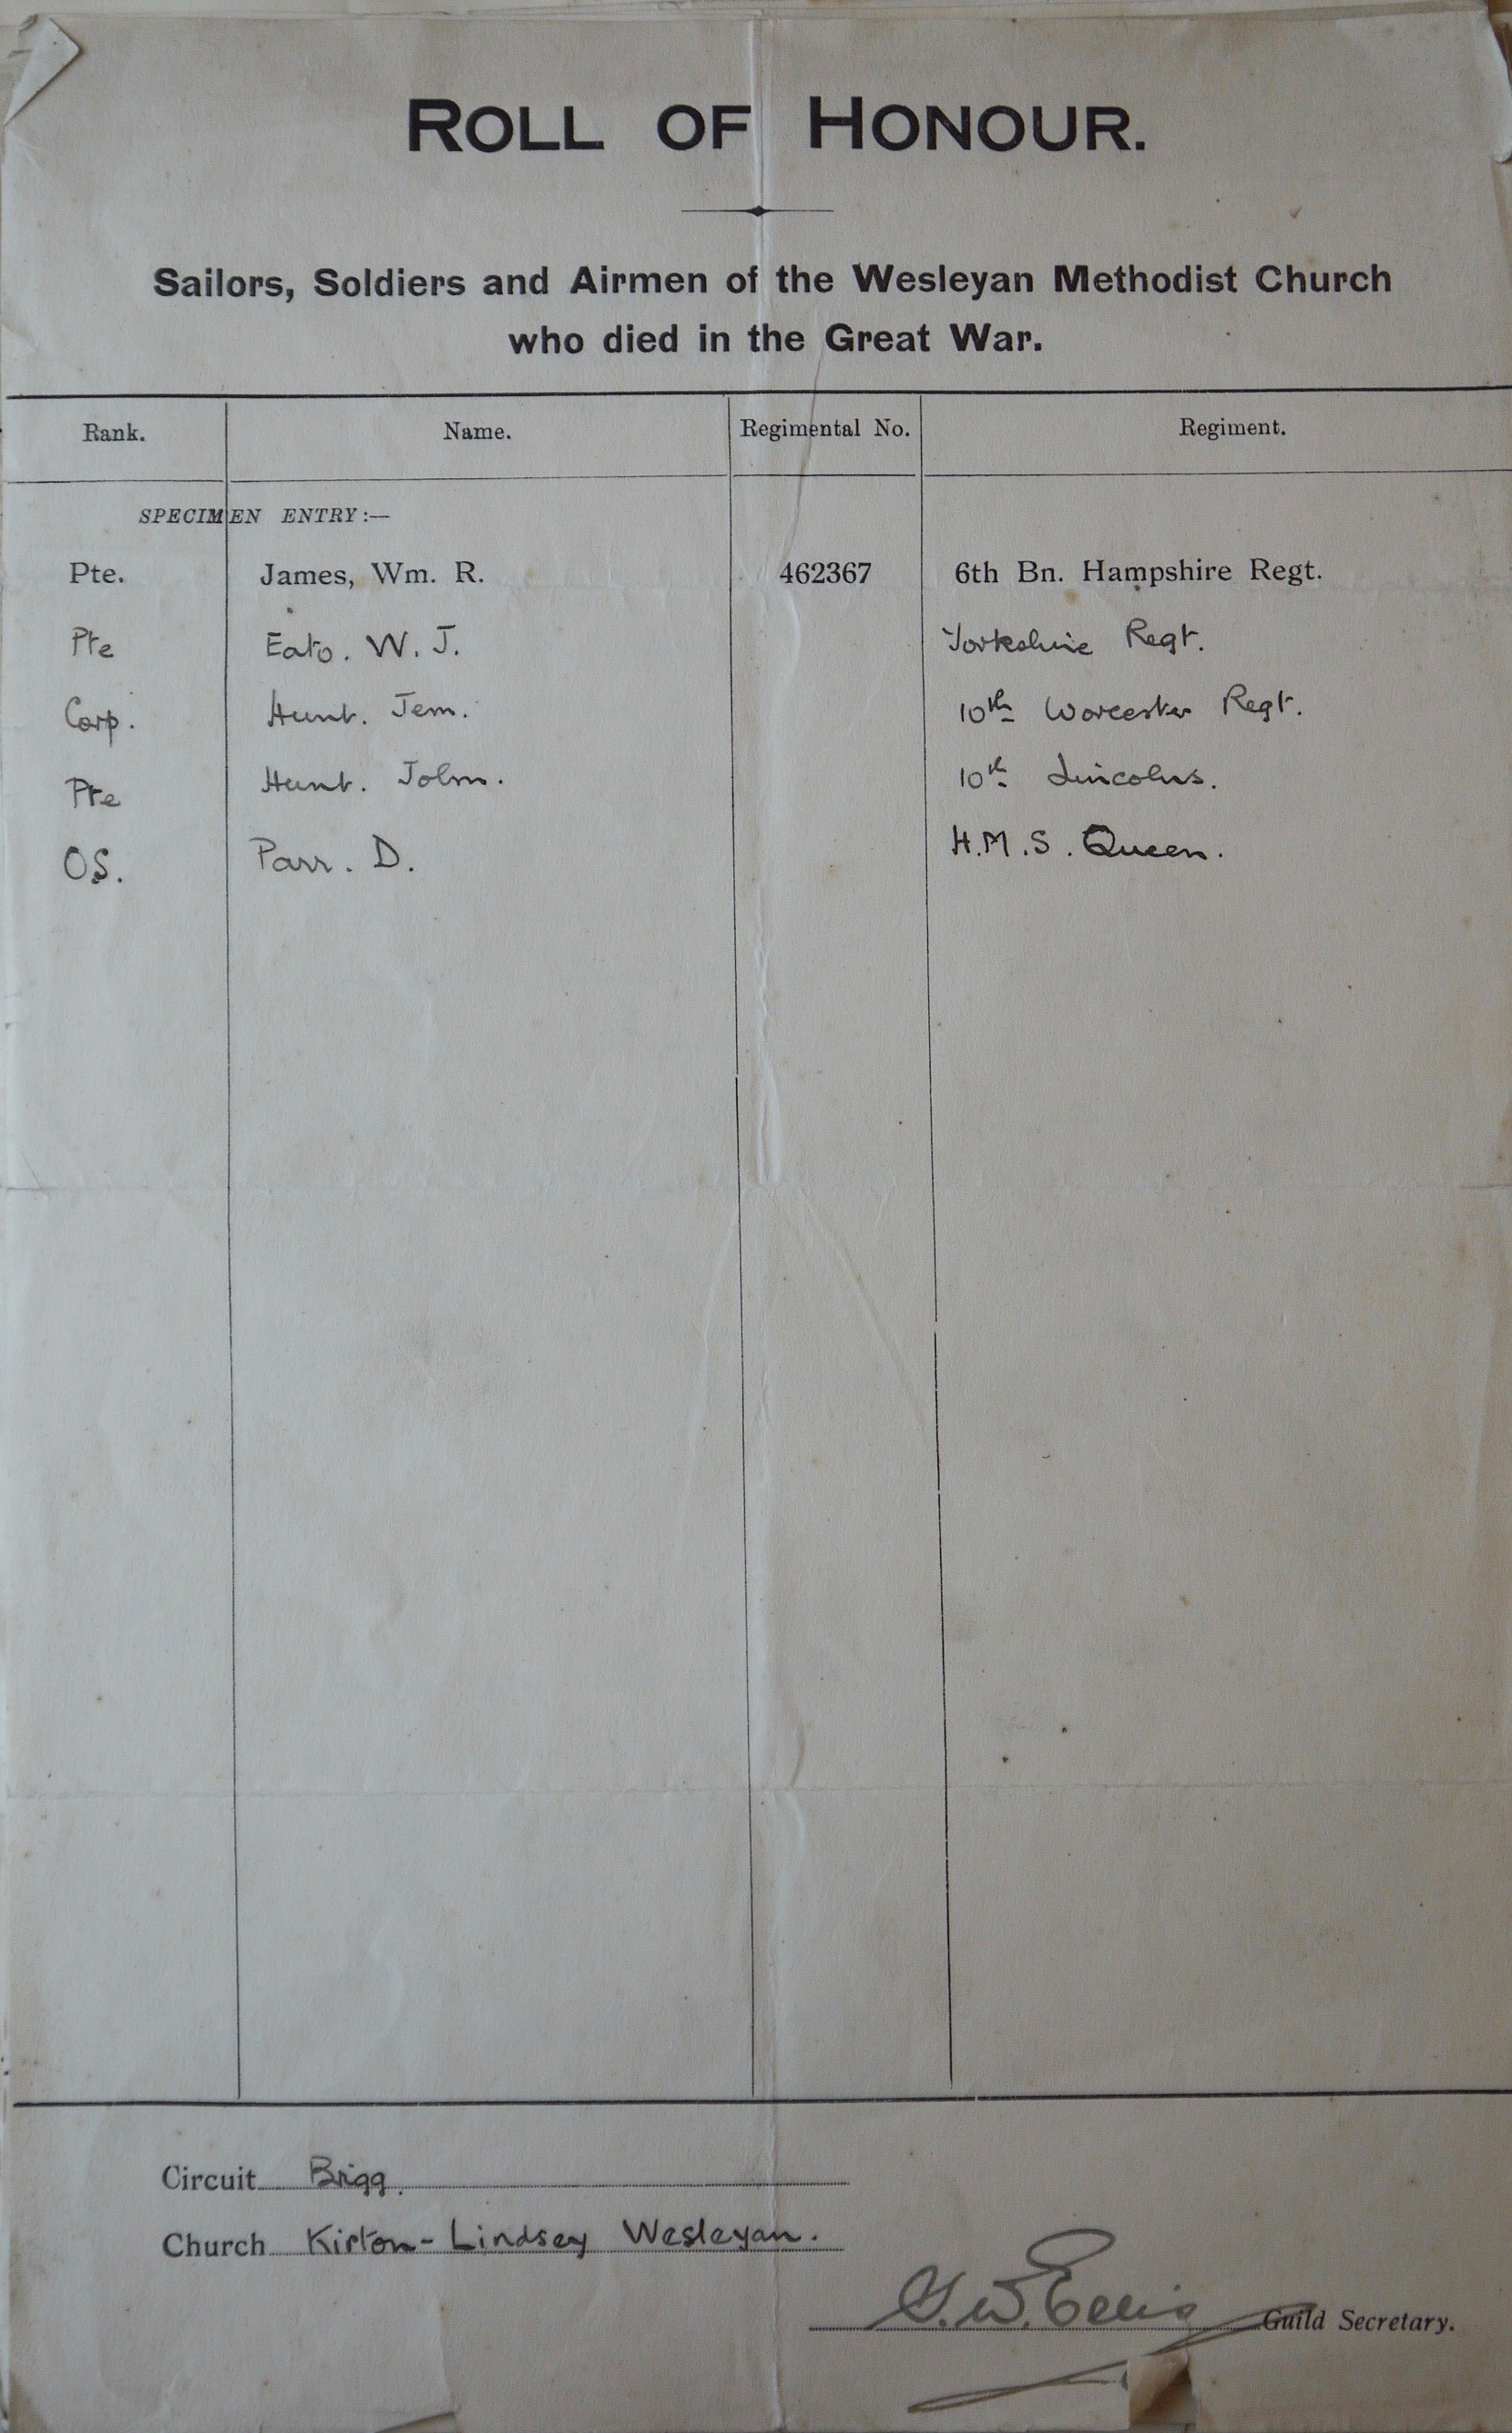 ROLL OF HONOUR.
Sailors, Soldiers and Airmen of the Wesleyan Methodist Church
who died in the Great War.
Rank. Name. Regimental No. Regiment.
SPECIMEN ENTRY:—
Pte. James, Wm. R. 462367 6th Bn. Hampshire Regt.
Pte Eato. W. J. Yorkshire Regt.
Corp. Hunt. Jem. 10th Worcester Regt.
Pte Hunt. John. 10th Lincolns.
OS. Parr. D. H.M.S. Queen.
Circuit Brigg.
Church Kirton-Lindsey Wesleyan.
G. W. Ellis Guild Secretary.